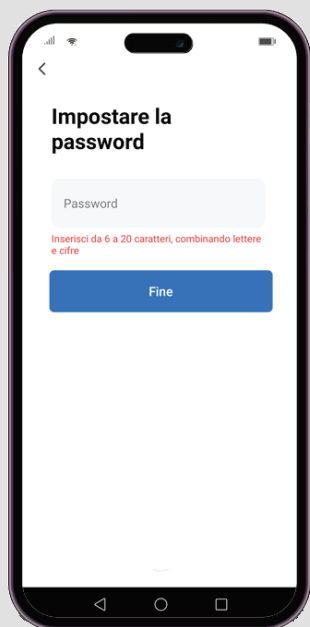 Impostare la
password
Password
Inserisci da 6 a 20 caratteri, combinando lettere
e cifre
Fine